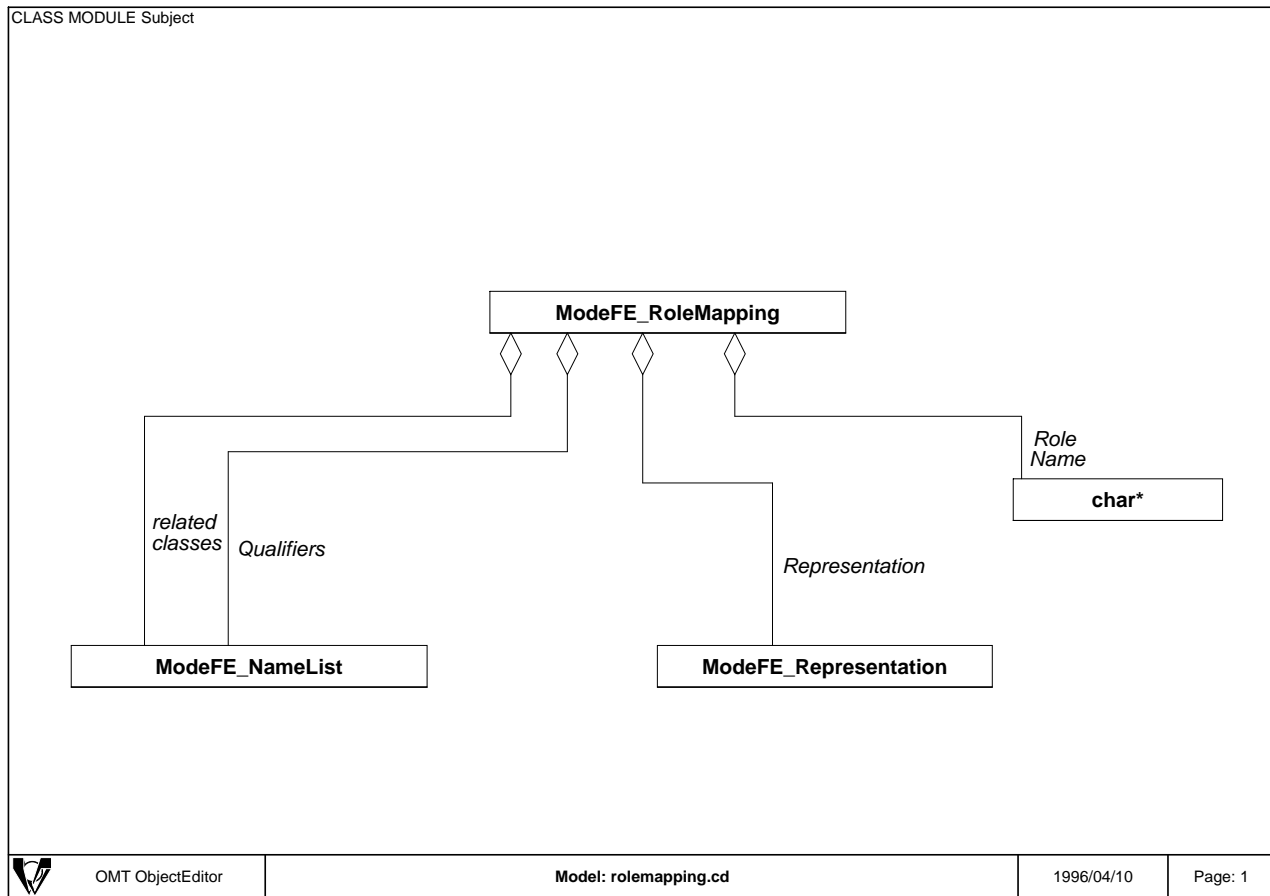 CLASS MODULE Subject
ModeFE_RoleMapping
Role
Name
char*
related
classes
Qualifiers
Representation
ModeFE_NameList
ModeFE_Representation
OMT ObjectEditor
Model: rolemapping.cd
1996/04/10
Page: 1